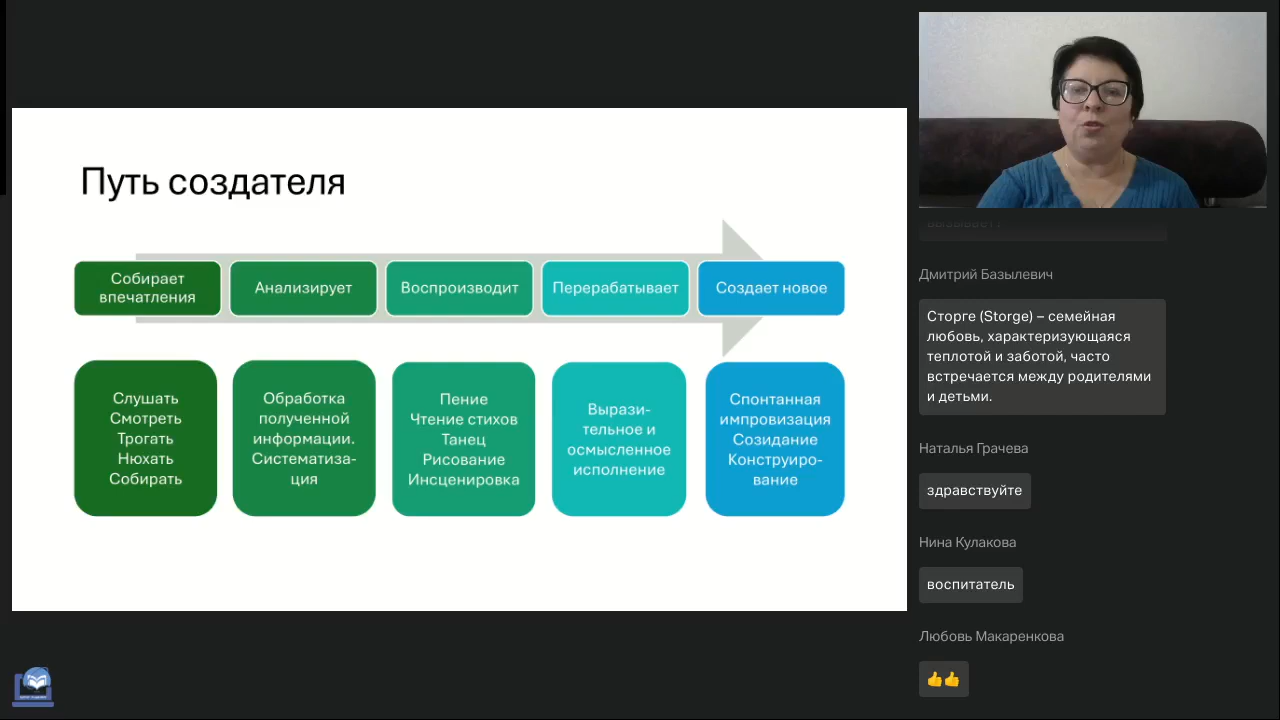 Путь создателя
Собирает
впечатления
Анализирует
Воспроизводит
Перерабатывает
Создает новое
Слушать
Смотреть
Трогать
Нюхать
Собирать
Обработка
полученной
информации.
Систематиза-
ция
Пение
Чтение стихов
Танец
Рисование
Инсценировка
Вырази-
тельное и
осмысленное
исполнение
Спонтанная
импровизация
Созидание
Конструиро-
вание
Дмитрий Базылевич
Сторге (Storge) – семейная
любовь, характеризующаяся
теплотой и заботой, часто
встречается между родителями
и детьми.
Наталья Грачева
здравствуйте
Нина Кулакова
воспитатель
Любовь Макаренкова
👍👍